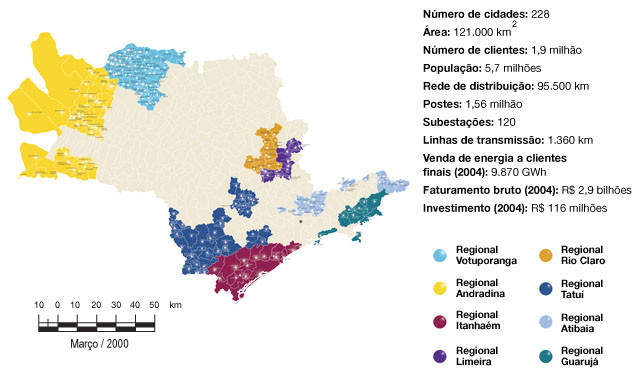 Número de cidades: 228
Área: 121.000 km2
Número de clientes: 1,9 milhão
População: 5,7 milhões
Rede de distribuição: 95.500 km
Postes: 1,56 milhão
Subestações: 120
Linhas de transmissão: 1.360 km
Venda de energia a clientes
finais (2004): 9.870 GWh
Faturamento bruto (2004): R$ 2,9 bilhões
Investimento (2004): R$ 116 milhões
Regional
Votuporanga
Regional
Rio Claro
Regional
Andradina
Regional
Tatuí
Regional
Itanhaém
Regional
Atibaia
Regional
Limeira
Regional
Guarujá
10 0 10 20 30 40 50 km
Março / 2000